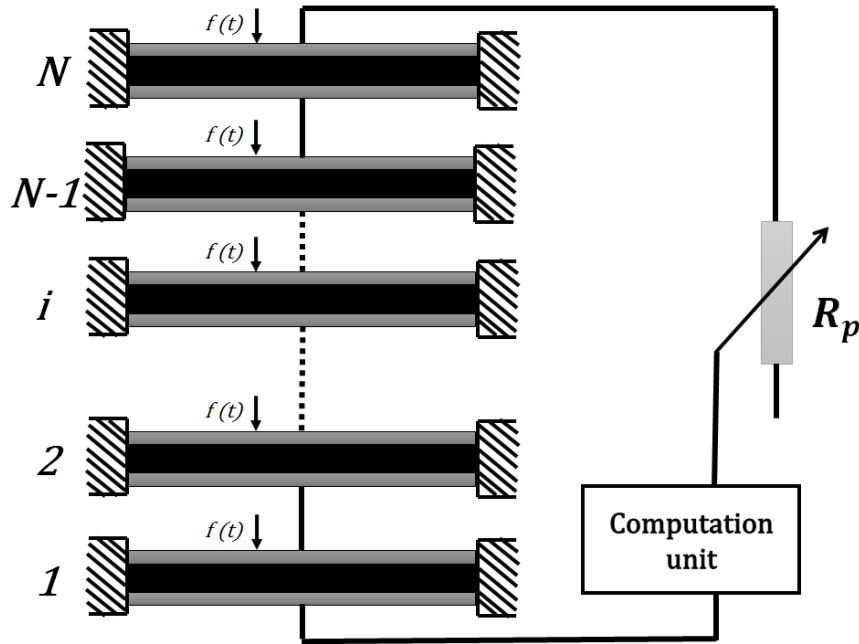 f (t)
N
f (t)
N-1
f (t)
i
R_p
f (t)
2
f (t)
1
Computation
unit